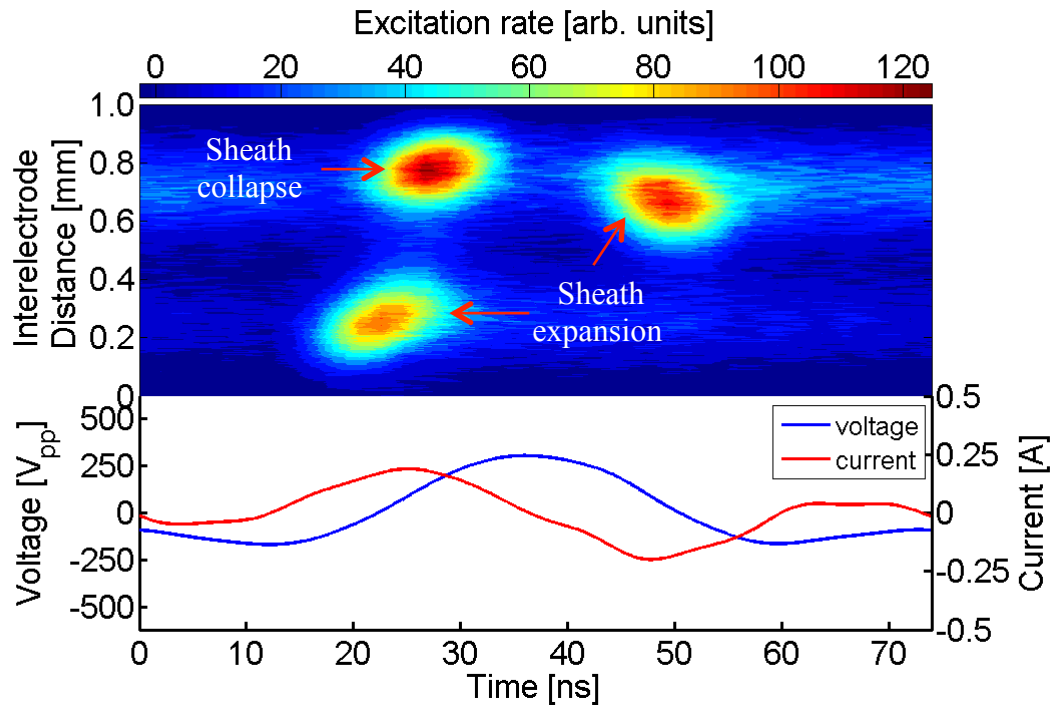 Excitation rate [arb. units]
0 20 40 60 80 100 120
Interelectrode
Distance [mm]
1.0
0.8
0.6
0.4
0.2
0
Sheath
collapse
Sheath
expansion
Voltage [Vpp]
500
250
0
-250
-500
voltage
current
0.5
0.25
0
-0.25
-0.5
Current [A]
0 10 20 30 40 50 60 70
Time [ns]